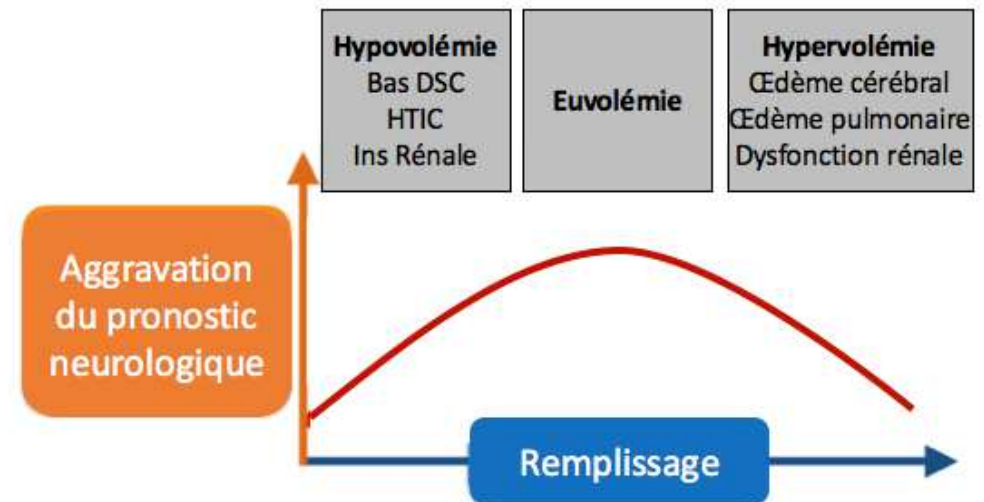 Hypovolémie
Bas DSC
HTIC
Ins Rénale
Euvolémie
Hypervolémie
Œdème cérébral
Œdème pulmonaire
Dysfonction rénale
Aggravation
du pronostic
neurologique
Remplissage